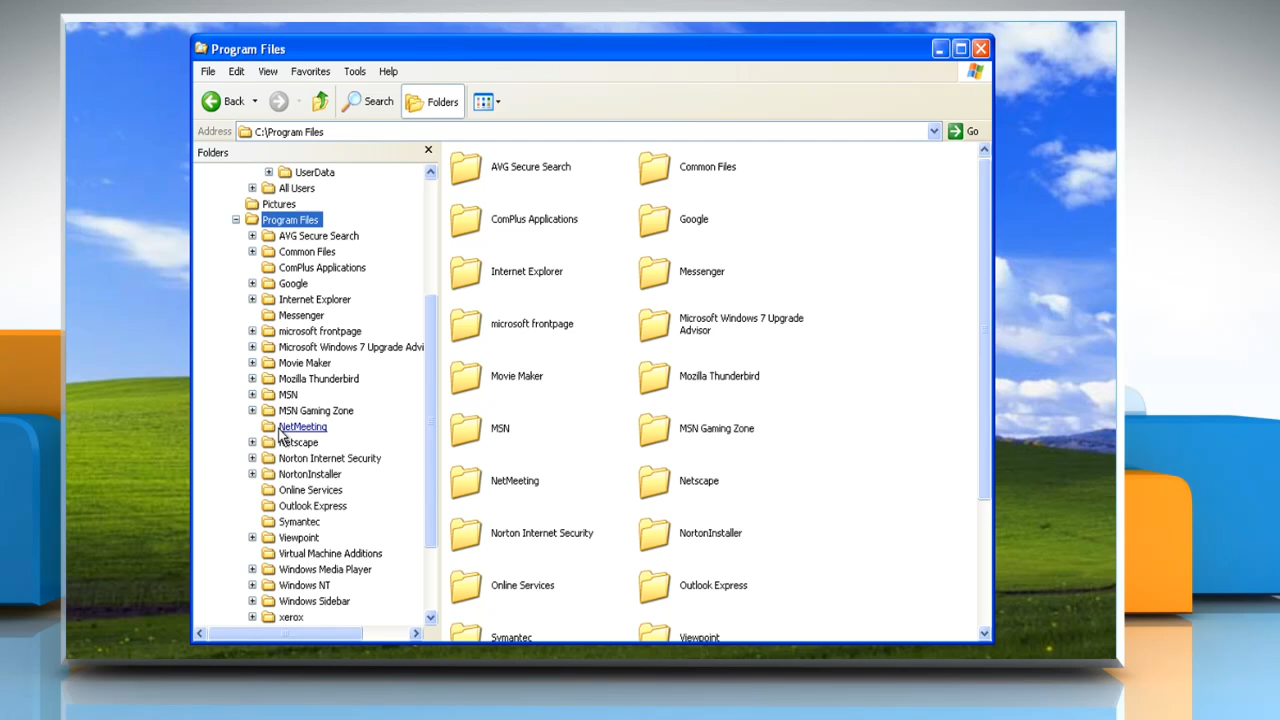 Program Files
File Edit View Favorites Tools Help
Back Search Folders
Address C:\Program Files Go
Folders
UserData
All Users
Pictures
Program Files
AVG Secure Search
Common Files
ComPlus Applications
Google
Internet Explorer
Messenger
microsoft frontpage
Microsoft Windows 7 Upgrade Advi
Movie Maker
Mozilla Thunderbird
MSN
MSN Gaming Zone
NetMeeting
Netscape
Norton Internet Security
NortonInstaller
Online Services
Outlook Express
Symantec
Viewpoint
Virtual Machine Additions
Windows Media Player
Windows NT
Windows Sidebar
xerox
AVG Secure Search Common Files
ComPlus Applications Google
Internet Explorer Messenger
microsoft frontpage Microsoft Windows 7 Upgrade
Advisor
Movie Maker Mozilla Thunderbird
MSN MSN Gaming Zone
NetMeeting Netscape
Norton Internet Security NortonInstaller
Online Services Outlook Express
Symantec Viewpoint